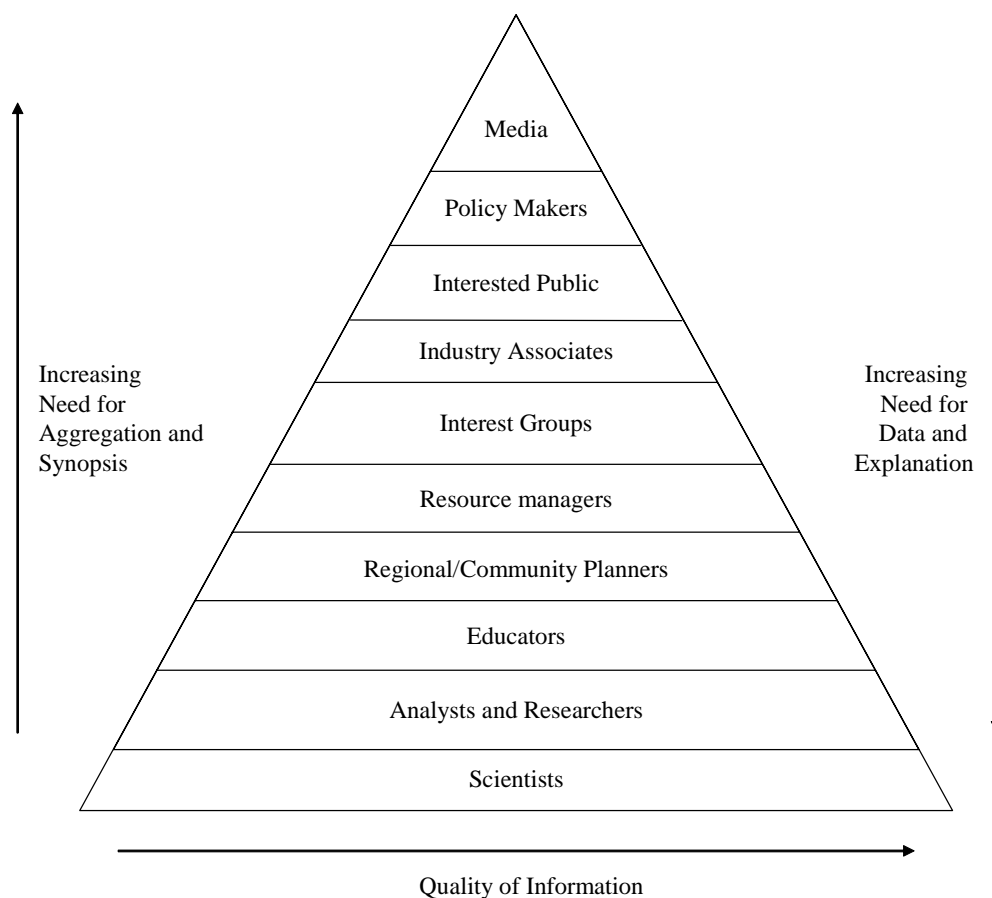 Media
Policy Makers
Interested Public
Industry Associates
Interest Groups
Resource managers
Regional/Community Planners
Educators
Analysts and Researchers
Scientists
Increasing
Need for
Aggregation and
Synopsis
Increasing
Need for
Data and
Explanation
Quality of Information